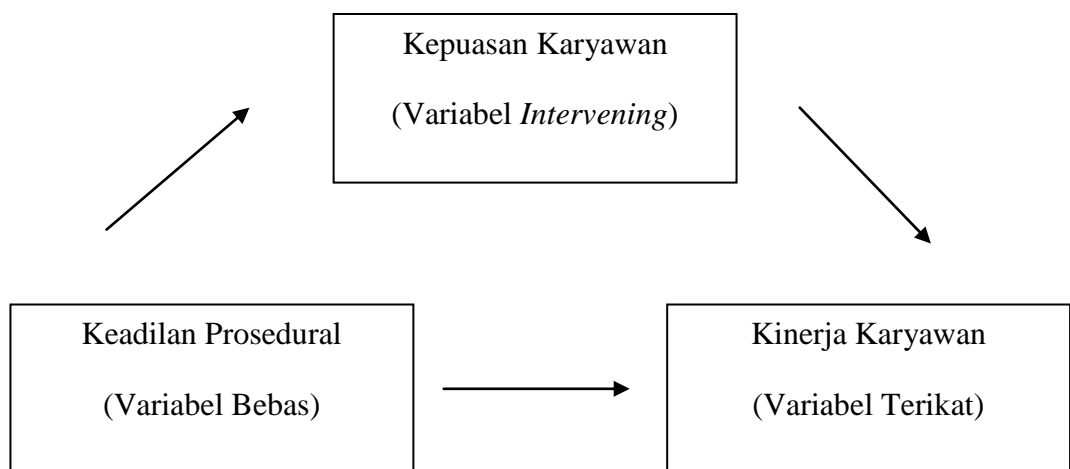 Kepuasan Karyawan
(Variabel Intervening)
Keadilan Prosedural
(Variabel Bebas)
Kinerja Karyawan
(Variabel Terikat)